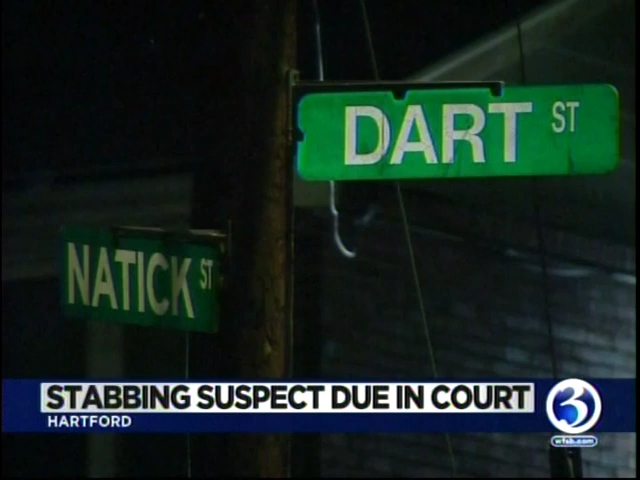 DART ST
NATICK ST
STABBING SUSPECT DUE IN COURT
HARTFORD
3
wfsb.com